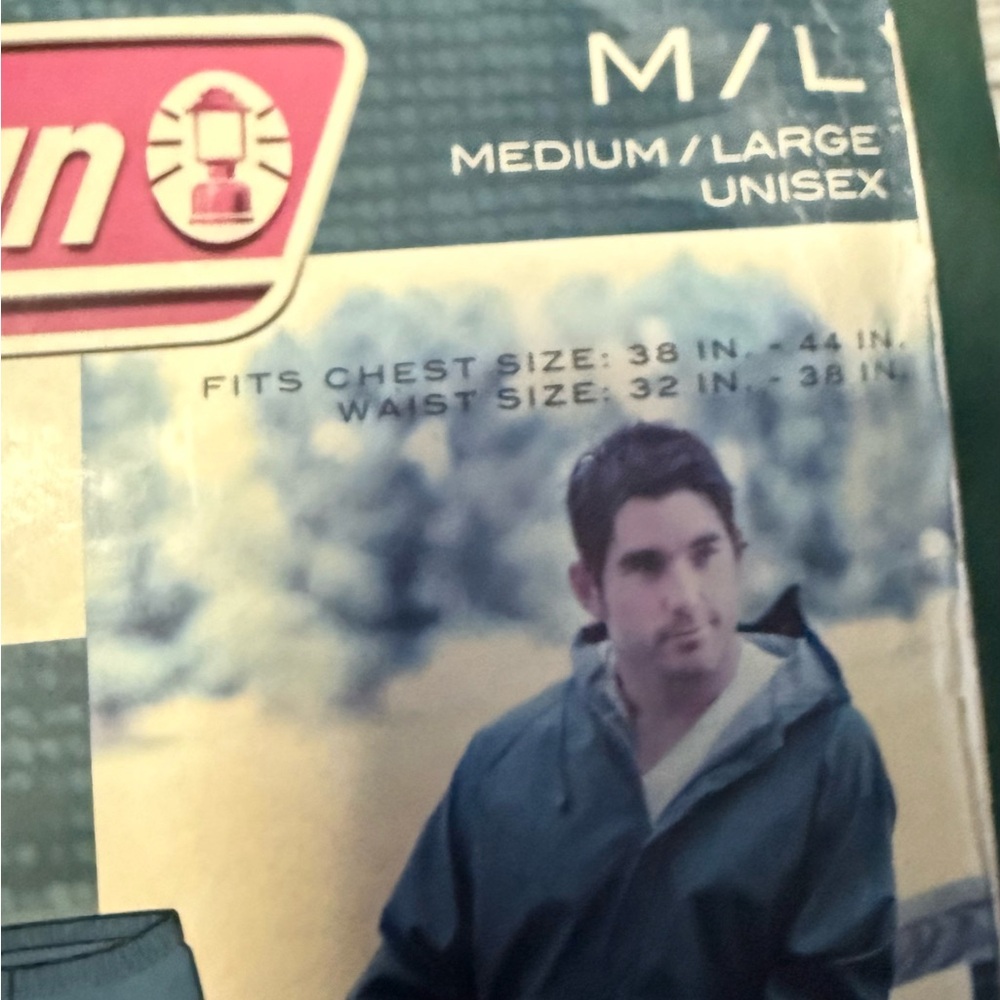 M/L
MEDIUM/LARGE
UNISEX
FITS CHEST SIZE: 38 IN. - 44 IN.
WAIST SIZE: 32 IN. - 38 IN.